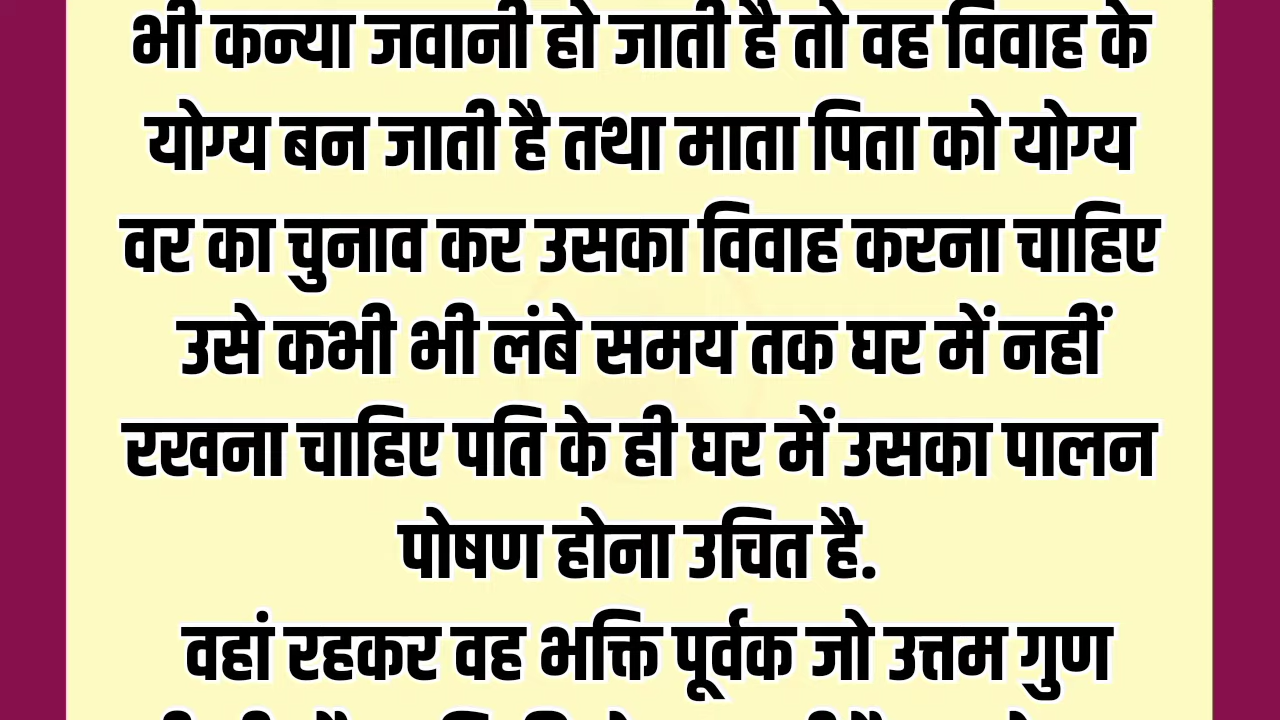 भी कन्या जवानी हो जाती है तो वह विवाह के
योग्य बन जाती है तथा माता पिता को योग्य
वर का चुनाव कर उसका विवाह करना चाहिए
उसे कभी भी लंबे समय तक घर में नहीं
रखना चाहिए पति के ही घर में उसका पालन
पोषण होना उचित है.
वहां रहकर वह भक्ति पूर्वक जो उत्तम गुण